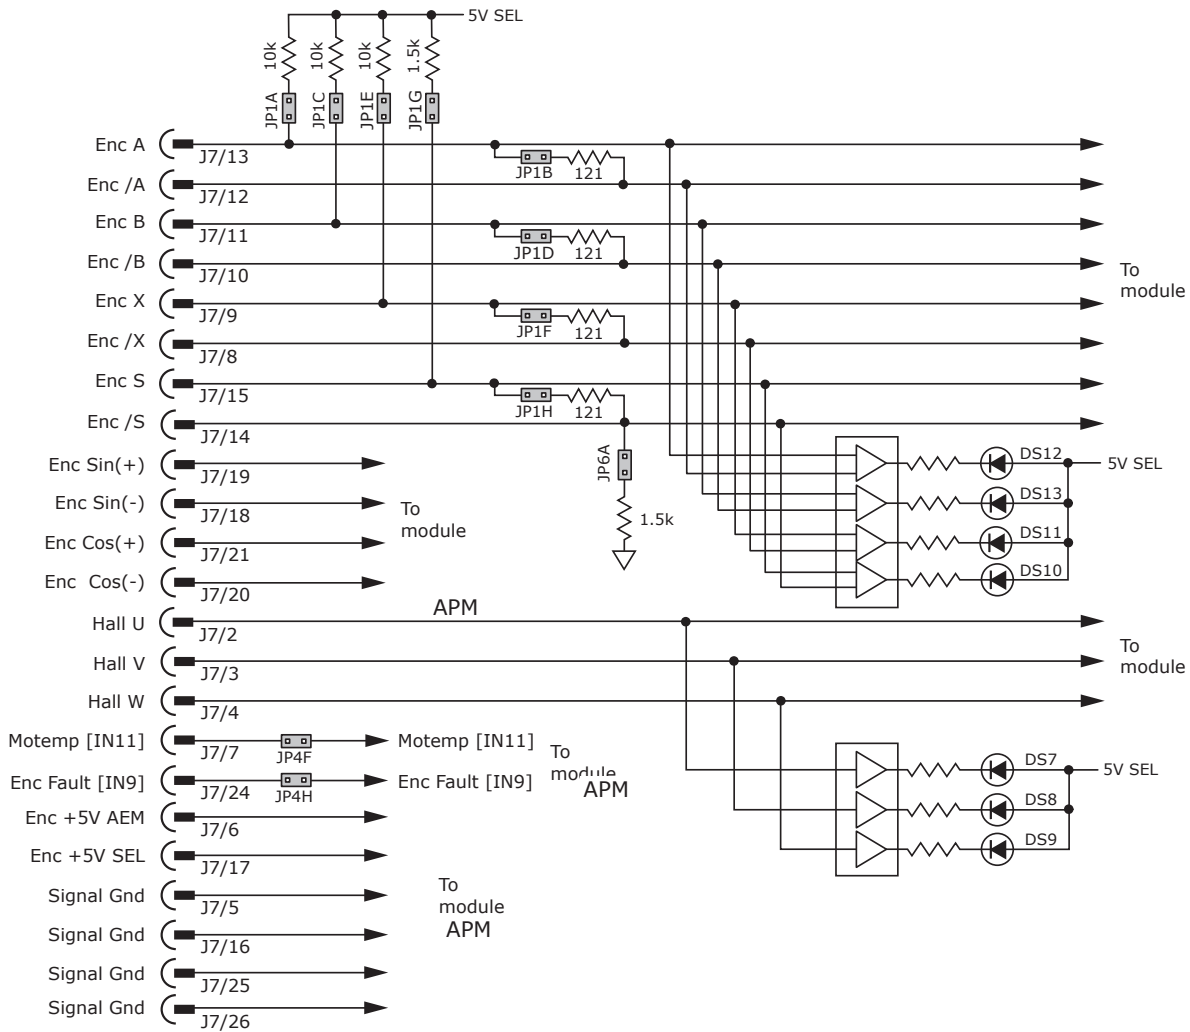 5V SEL
10k
10k
10k
1.5k
JP1A
JP1C
JP1E
JP1G
Enc A
J7/13
JP1B
121
Enc /A
J7/12
Enc B
J7/11
JP1D
121
Enc /B
J7/10
To
module
Enc X
J7/9
JP1F
121
Enc /X
J7/8
Enc S
J7/15
JP1H
121
Enc /S
J7/14
JP6A
1.5k
DS12
5V SEL
DS13
DS11
DS10
Enc Sin(+)
J7/19
Enc Sin(-)
J7/18
To
module
Enc Cos(+)
J7/21
Enc Cos(-)
J7/20
APM
Hall U
J7/2
Hall V
J7/3
To
module
Hall W
J7/4
Motemp [IN11]
J7/7
JP4F
Motemp [IN11]
To
module
APM
Enc Fault [IN9]
J7/24
JP4H
Enc Fault [IN9]
DS7
5V SEL
DS8
DS9
Enc +5V AEM
J7/6
Enc +5V SEL
J7/17
Signal Gnd
J7/5
To
module
APM
Signal Gnd
J7/16
Signal Gnd
J7/25
Signal Gnd
J7/26